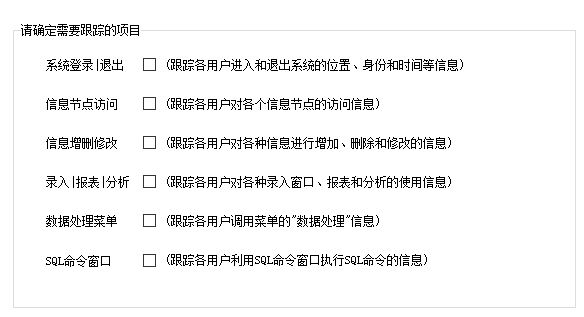 请确定需要跟踪的项目
系统登录|退出 (跟踪各用户进入和退出系统的位置、身份和时间等信息)
信息节点访问 (跟踪各用户对各个信息节点的访问信息)
信息增删修改 (跟踪各用户对各种信息进行增加、删除和修改的信息)
录入|报表|分析 (跟踪各用户对各种录入窗口、报表和分析的使用信息)
数据处理菜单 (跟踪各用户调用菜单的"数据处理"信息)
SQL命令窗口 (跟踪各用户利用SQL命令窗口执行SQL命令的信息)